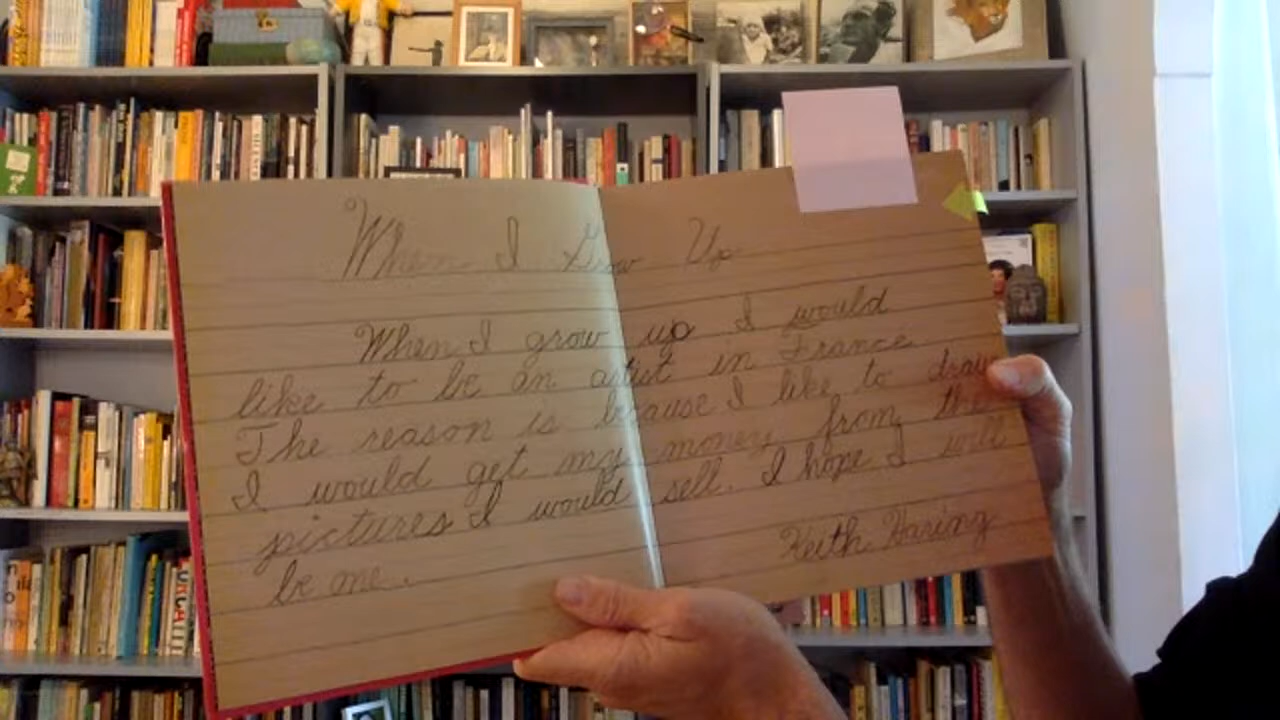 When I Grow Up
When I grow up I would
like to be an artist in France
The reason is because I like to draw
I would get my money from the
pictures I would sell. I hope I will
be one.
Keith Haring